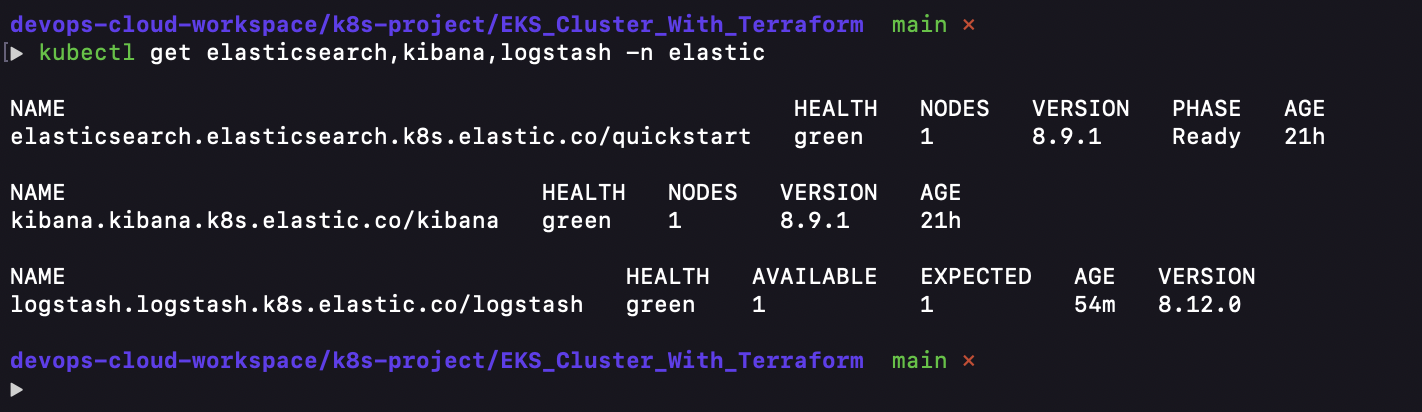 devops-cloud-workspace/k8s-project/EKS_Cluster_With_Terraform main ×
[▶ kubectl get elasticsearch,kibana,logstash -n elastic
NAME HEALTH NODES VERSION PHASE AGE
elasticsearch.elasticsearch.k8s.elastic.co/quickstart green 1 8.9.1 Ready 21h
NAME HEALTH NODES VERSION AGE
kibana.kibana.k8s.elastic.co/kibana green 1 8.9.1 21h
NAME HEALTH AVAILABLE EXPECTED AGE VERSION
logstash.logstash.k8s.elastic.co/logstash green 1 1 54m 8.12.0
devops-cloud-workspace/k8s-project/EKS_Cluster_With_Terraform main ×
▶